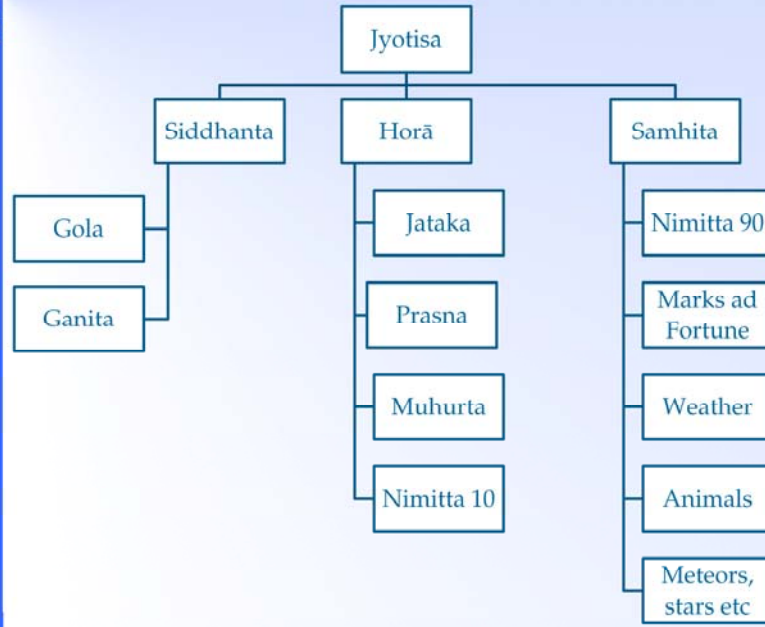 Jyotisa
Siddhanta
Gola
Ganita
Horā
Jataka
Prasna
Muhurta
Nimitta 10
Samhita
Nimitta 90
Marks ad
Fortune
Weather
Animals
Meteors,
stars etc